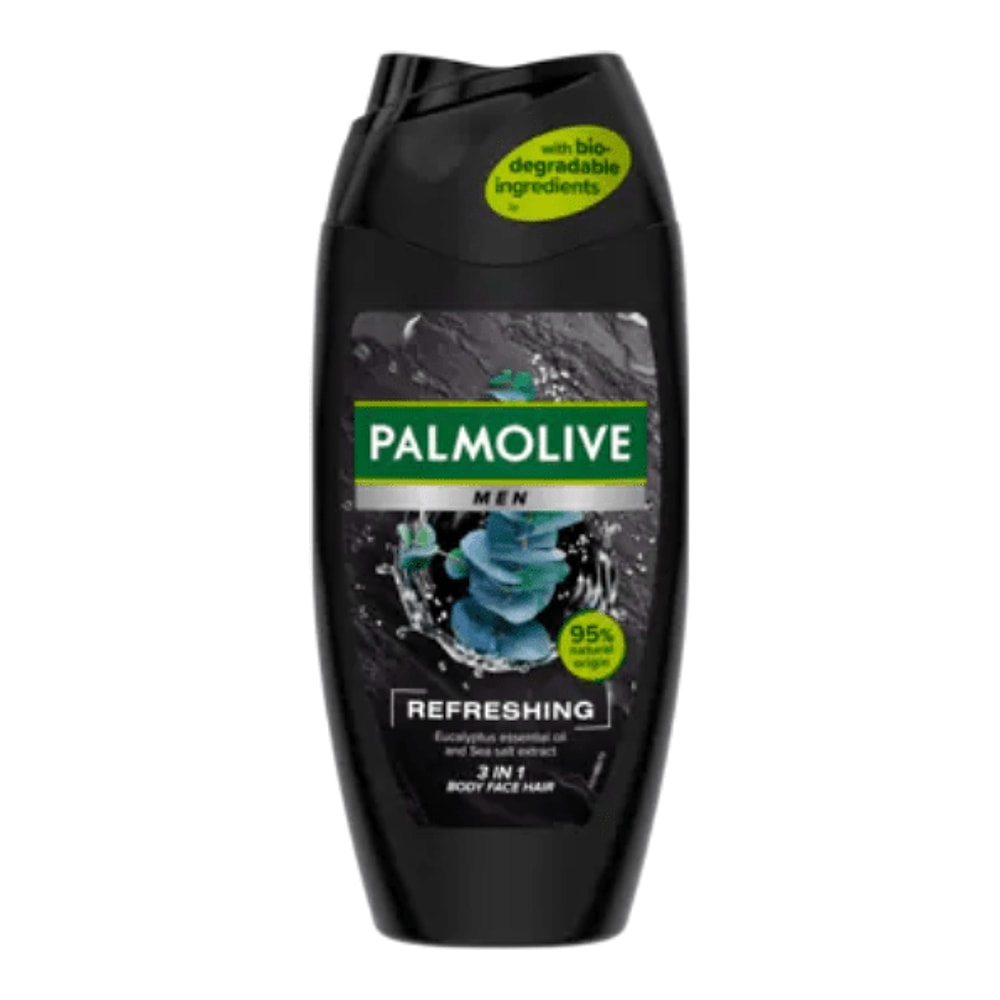 with bio-
degradable
ingredients
PALMOLIVE
MEN
95%
natural
origin
REFRESHING
Eucalyptus essential oil
and Sea salt extract
3 IN 1
BODY FACE HAIR